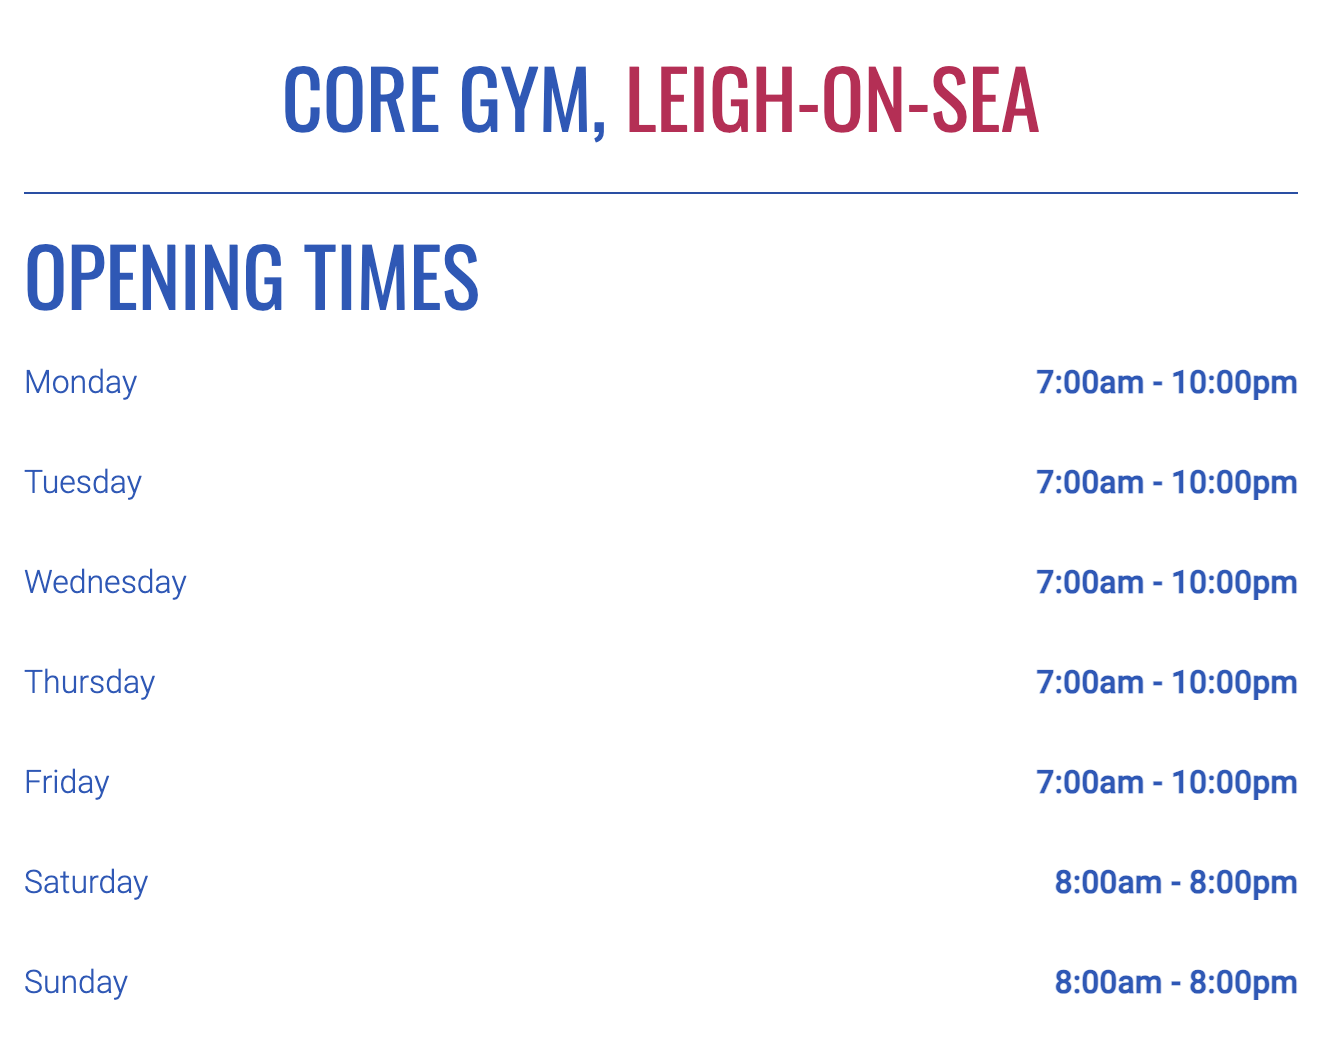 CORE GYM, LEIGH-ON-SEA
OPENING TIMES
Monday 7:00am - 10:00pm
Tuesday 7:00am - 10:00pm
Wednesday 7:00am - 10:00pm
Thursday 7:00am - 10:00pm
Friday 7:00am - 10:00pm
Saturday 8:00am - 8:00pm
Sunday 8:00am - 8:00pm